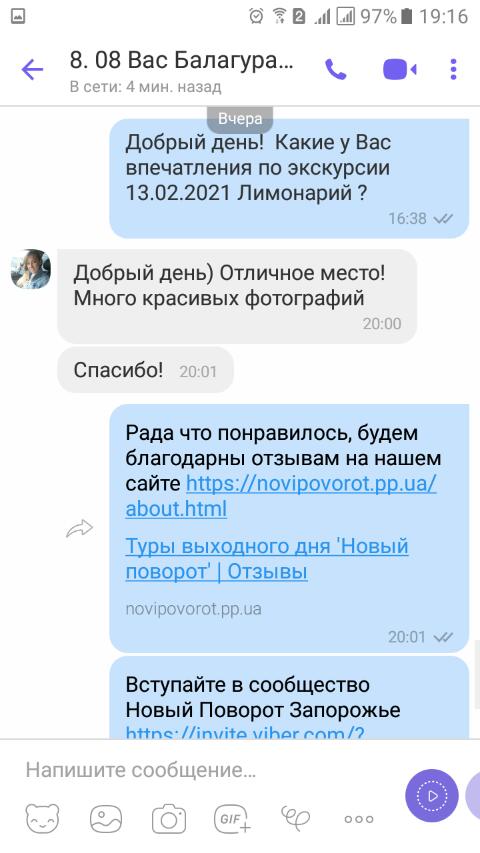 97% 19:16
8. 08 Вас Балагура...
В сети: 4 мин. назад
Вчера
Добрый день! Какие у Вас
впечатления по экскурсии
13.02.2021 Лимонарий ?
16:38
Добрый день) Отличное место!
Много красивых фотографий
20:00
Спасибо! 20:01
Рада что понравилось, будем
благодарны отзывам на нашем
сайте https://novipovorot.pp.ua/
about.html
Туры выходного дня 'Новый
поворот' | Отзывы
novipovorot.pp.ua
20:01
Вступайте в сообщество
Новый Поворот Запорожье
https://invite.viber.com/?
Напишите сообщение...
GIF